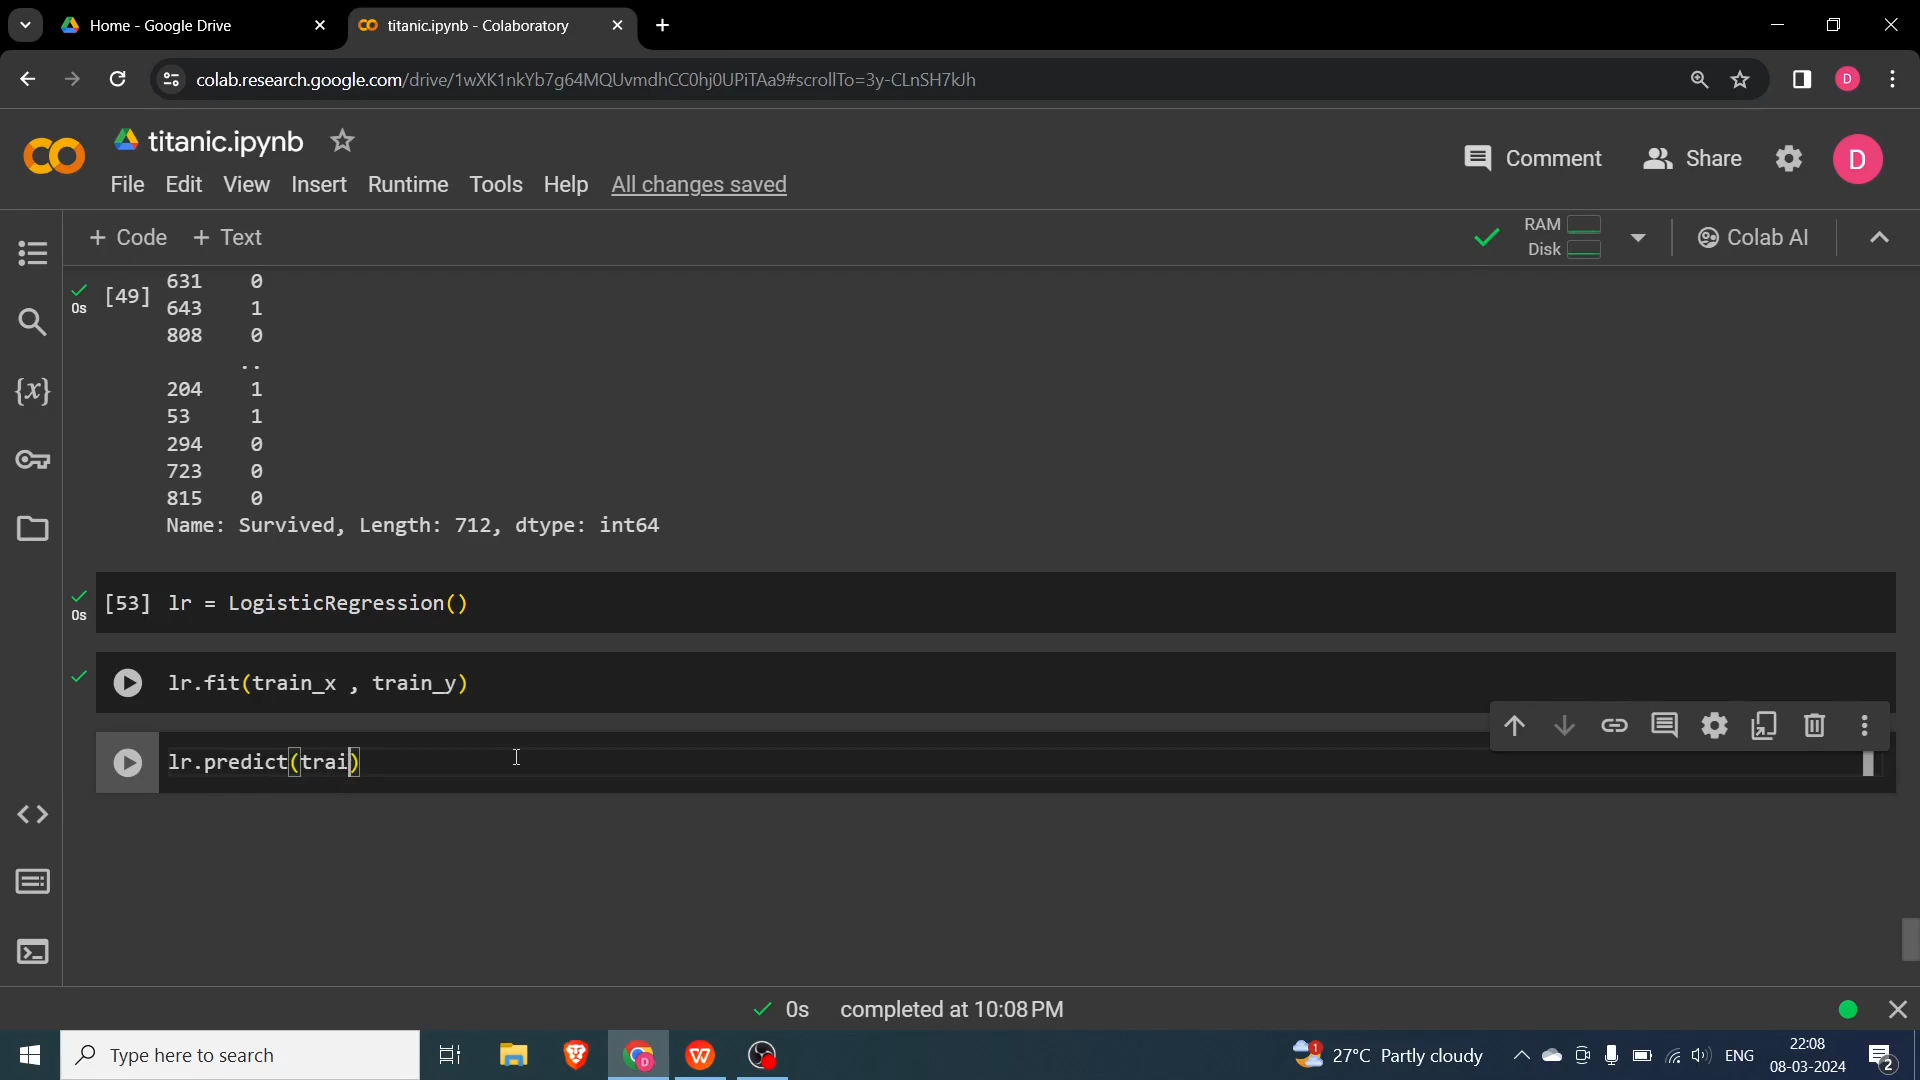 Home - Google Drive
titanic.ipynb - Colaboratory
colab.research.google.com/drive/1wXK1nkYb7g64MQUvmdhCC0hj0UPiTAa9#scrollTo=3y-CLnSH7kJh
D
titanic.ipynb
Comment
Share
D
File Edit View Insert Runtime Tools Help All changes saved
+ Code + Text
RAM
Disk
Colab AI
0s
[49]
631 0
643 1
808 0
..
204 1
53 1
294 0
723 0
815 0
Name: Survived, Length: 712, dtype: int64
0s
[53] lr = LogisticRegression()
lr.fit(train_x , train_y)
lr.predict(trai)
0s completed at 10:08 PM
Type here to search
27°C Partly cloudy
ENG
22:08
08-03-2024
2